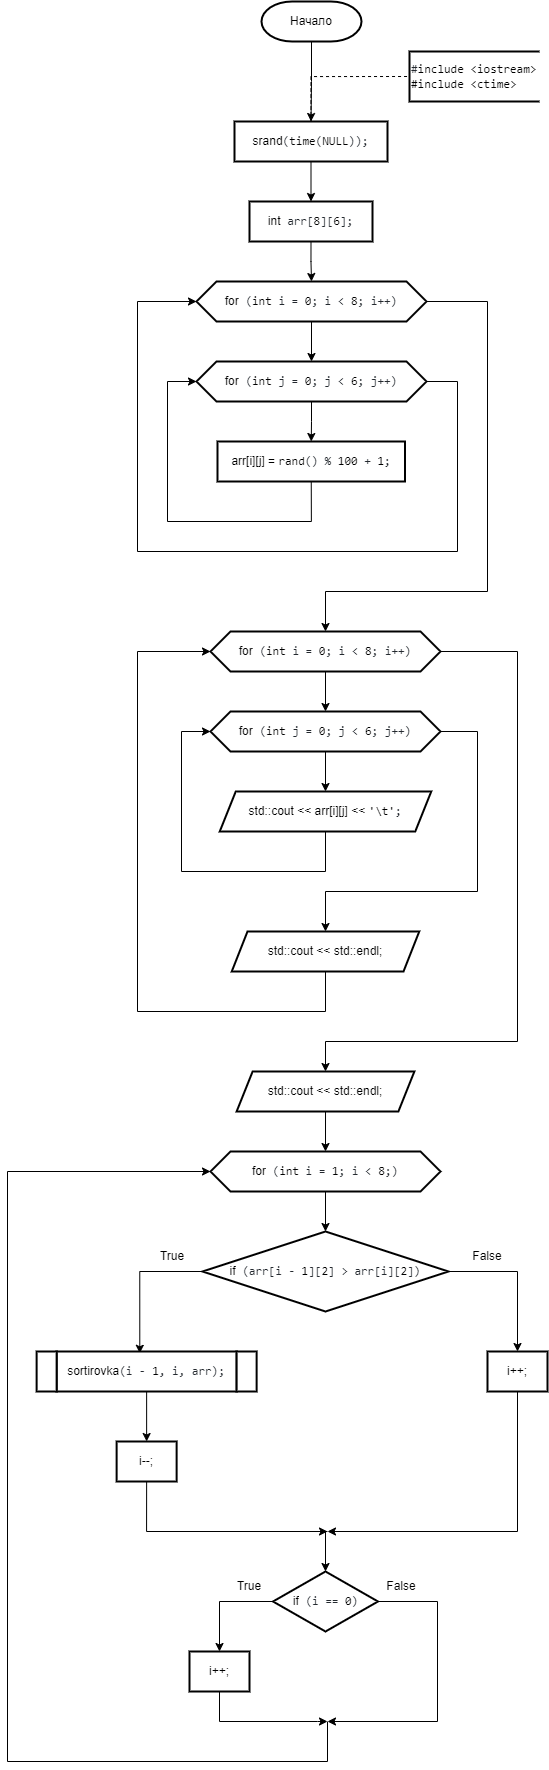 Начало
#include <iostream>
#include <ctime>
srand(time(NULL));
int arr[8][6];
for (int i = 0; i < 8; i++)
for (int j = 0; j < 6; j++)
arr[i][j] = rand() % 100 + 1;
for (int i = 0; i < 8; i++)
for (int j = 0; j < 6; j++)
std::cout << arr[i][j] << '\t';
std::cout << std::endl;
std::cout << std::endl;
for (int i = 1; i < 8;)
if (arr[i - 1][2] > arr[i][2])
True
False
sortirovka(i - 1, i, arr);
i++;
i--;
if (i == 0)
True
False
i++;